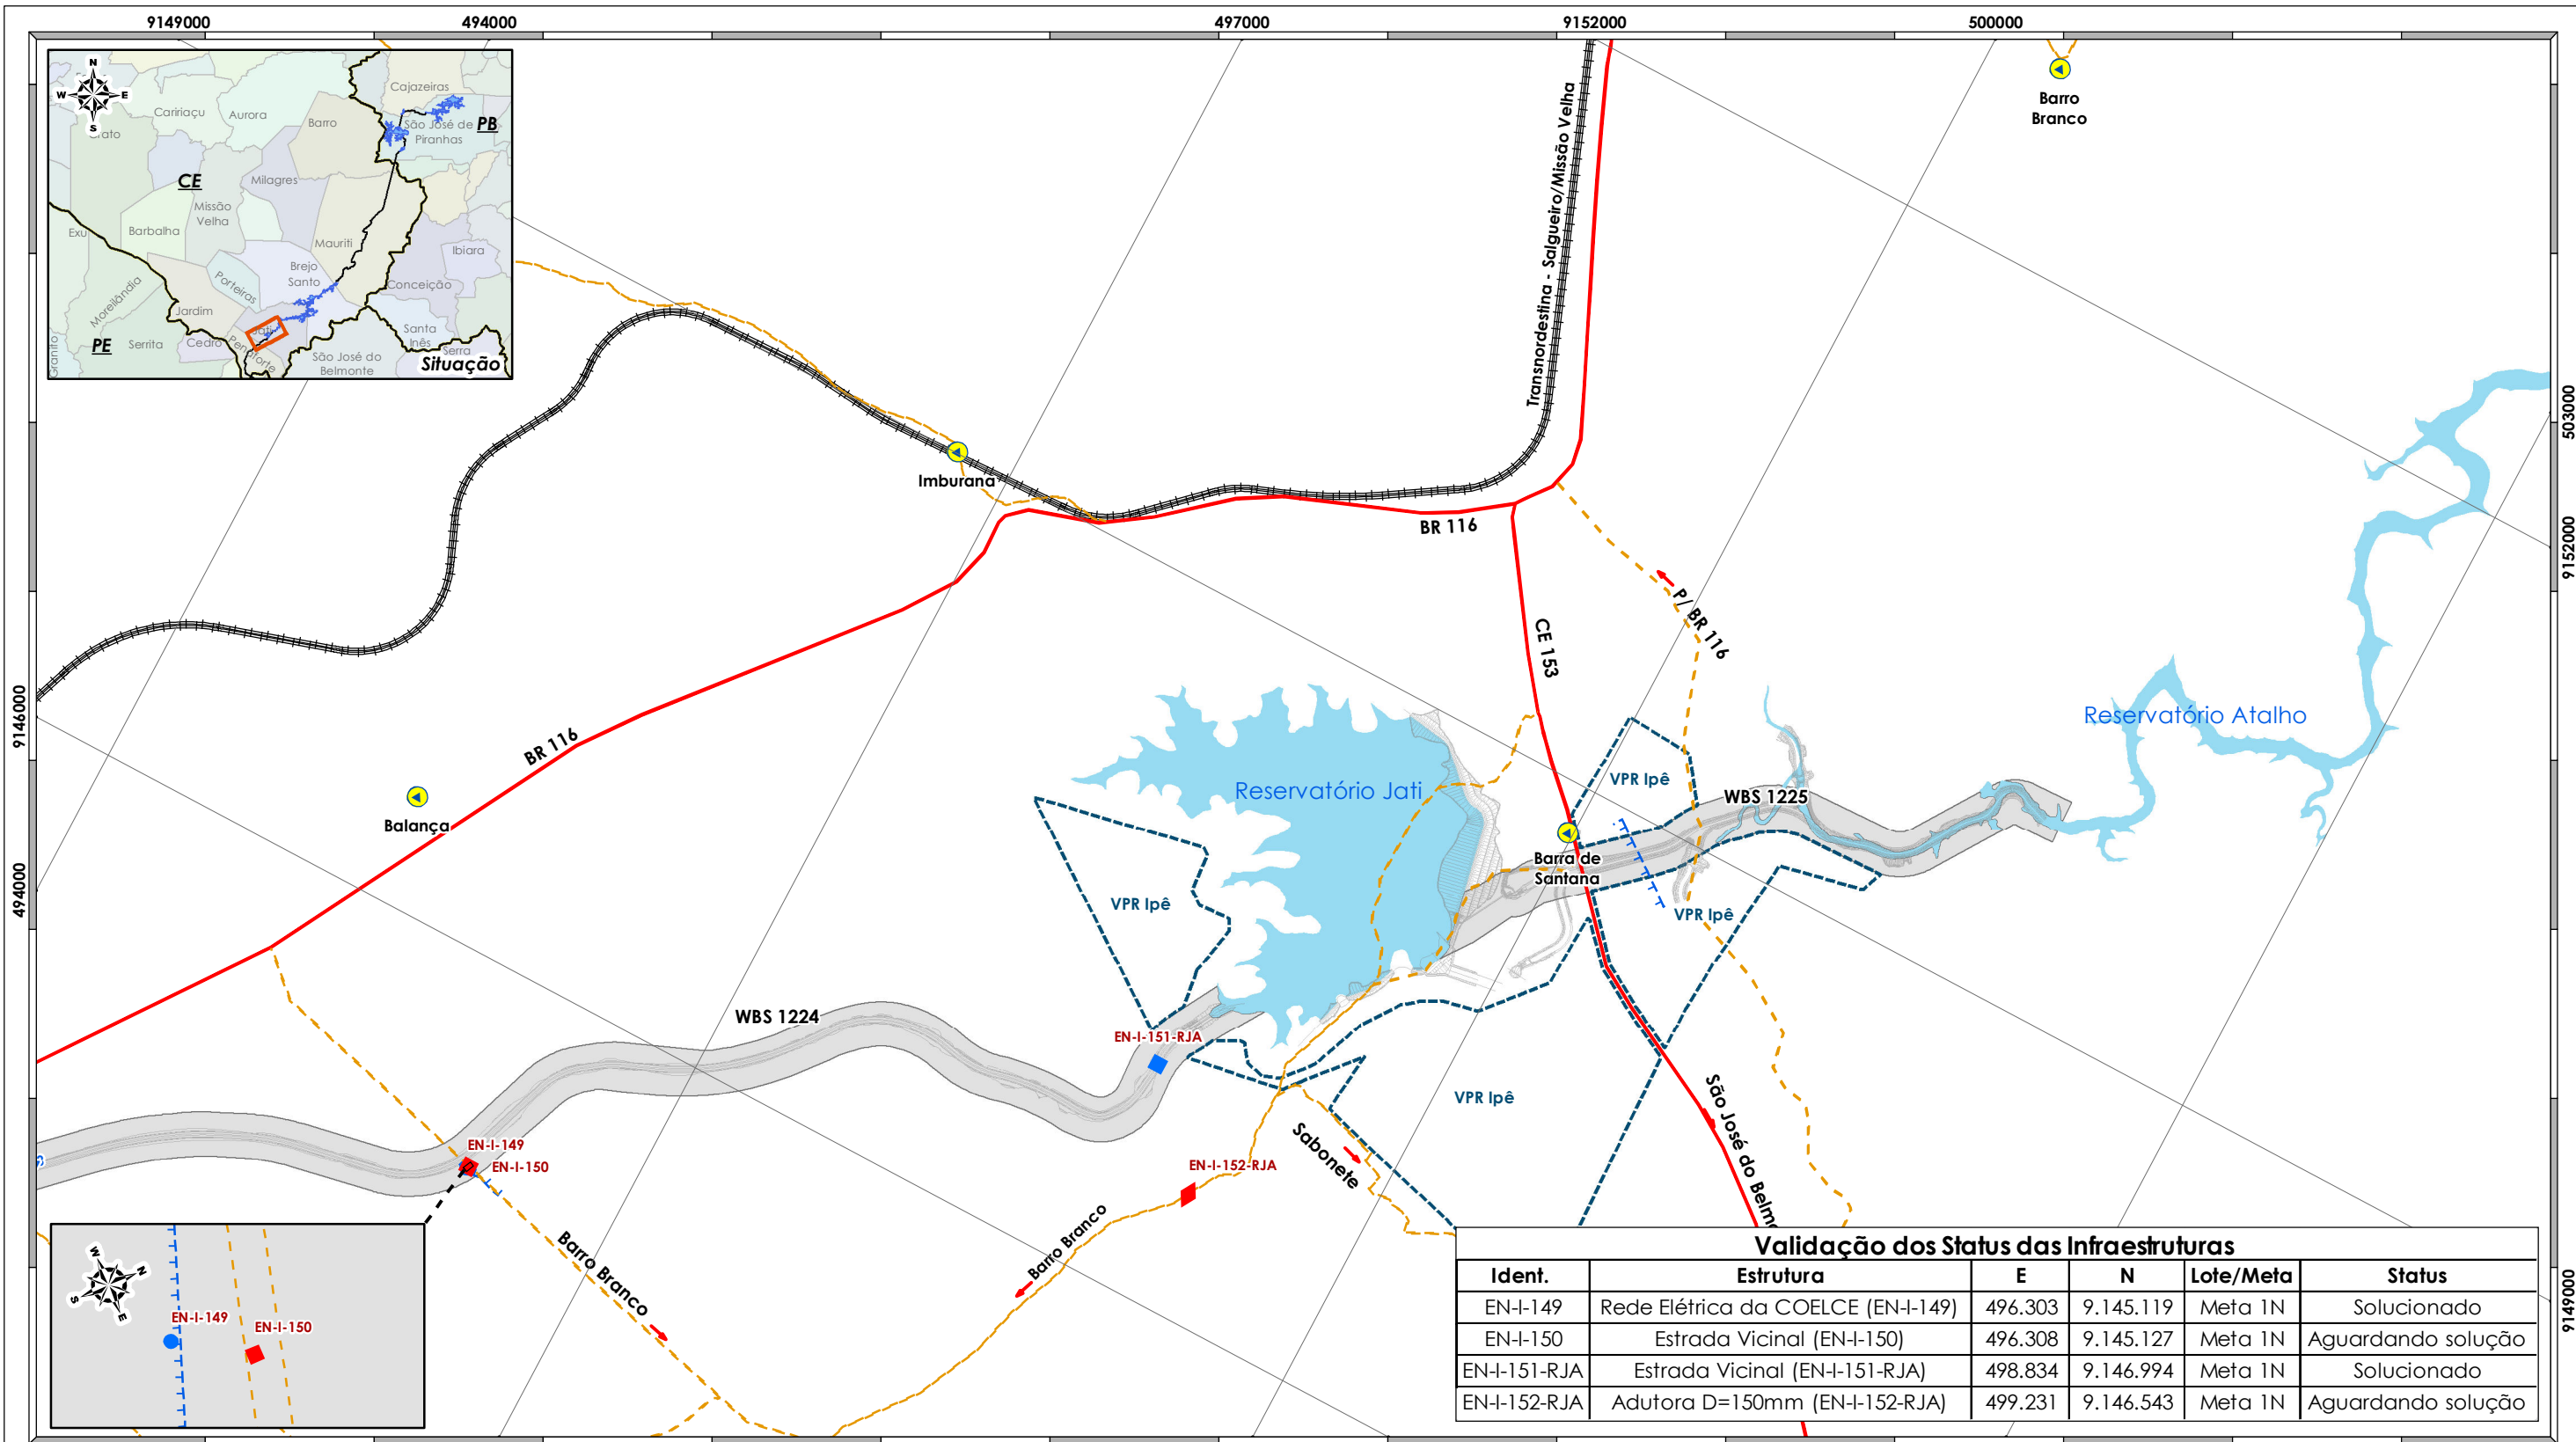 9149000
494000
497000
9152000
500000
N
W
E
S
Cajazeiras
Caririaçu
Aurora
Barro
São José de
Piranhas
PB
CE
Milagres
Missão
Velha
Exu
Barbalha
Mauriti
Ibiara
Brejo
Santo
Porteiras
Conceição
Moreilândia
Jardim
Jati
Santa
Inês
PE
Serrita
Cedro
Penaforte
São José do
Belmonte
Serra
Granito
Situação
Barro
Branco
Transnordestina - Salgueiro/Missão Velha
503000
Imburana
BR 116
9152000
P/ BR 116
CE 153
9146000
Reservatório Atalho
BR 116
VPR Ipê
Reservatório Jati
WBS 1225
Balança
Barra de
Santana
494000
VPR Ipê
VPR Ipê
WBS 1224
EN-I-151-RJA
VPR Ipê
São José do Belmo
EN-I-149
EN-I-150
Sabonete
EN-I-152-RJA
Barro Branco
Barro Branco
W
N
S
E
EN-I-149
EN-I-150
9149000
Validação dos Status das Infraestruturas
Ident. Estrutura E N Lote/Meta Status
EN-I-149 Rede Elétrica da COELCE (EN-I-149) 496.303 9.145.119 Meta 1N Solucionado
EN-I-150 Estrada Vicinal (EN-I-150) 496.308 9.145.127 Meta 1N Aguardando solução
EN-I-151-RJA Estrada Vicinal (EN-I-151-RJA) 498.834 9.146.994 Meta 1N Solucionado
EN-I-152-RJA Adutora D=150mm (EN-I-152-RJA) 499.231 9.146.543 Meta 1N Aguardando solução